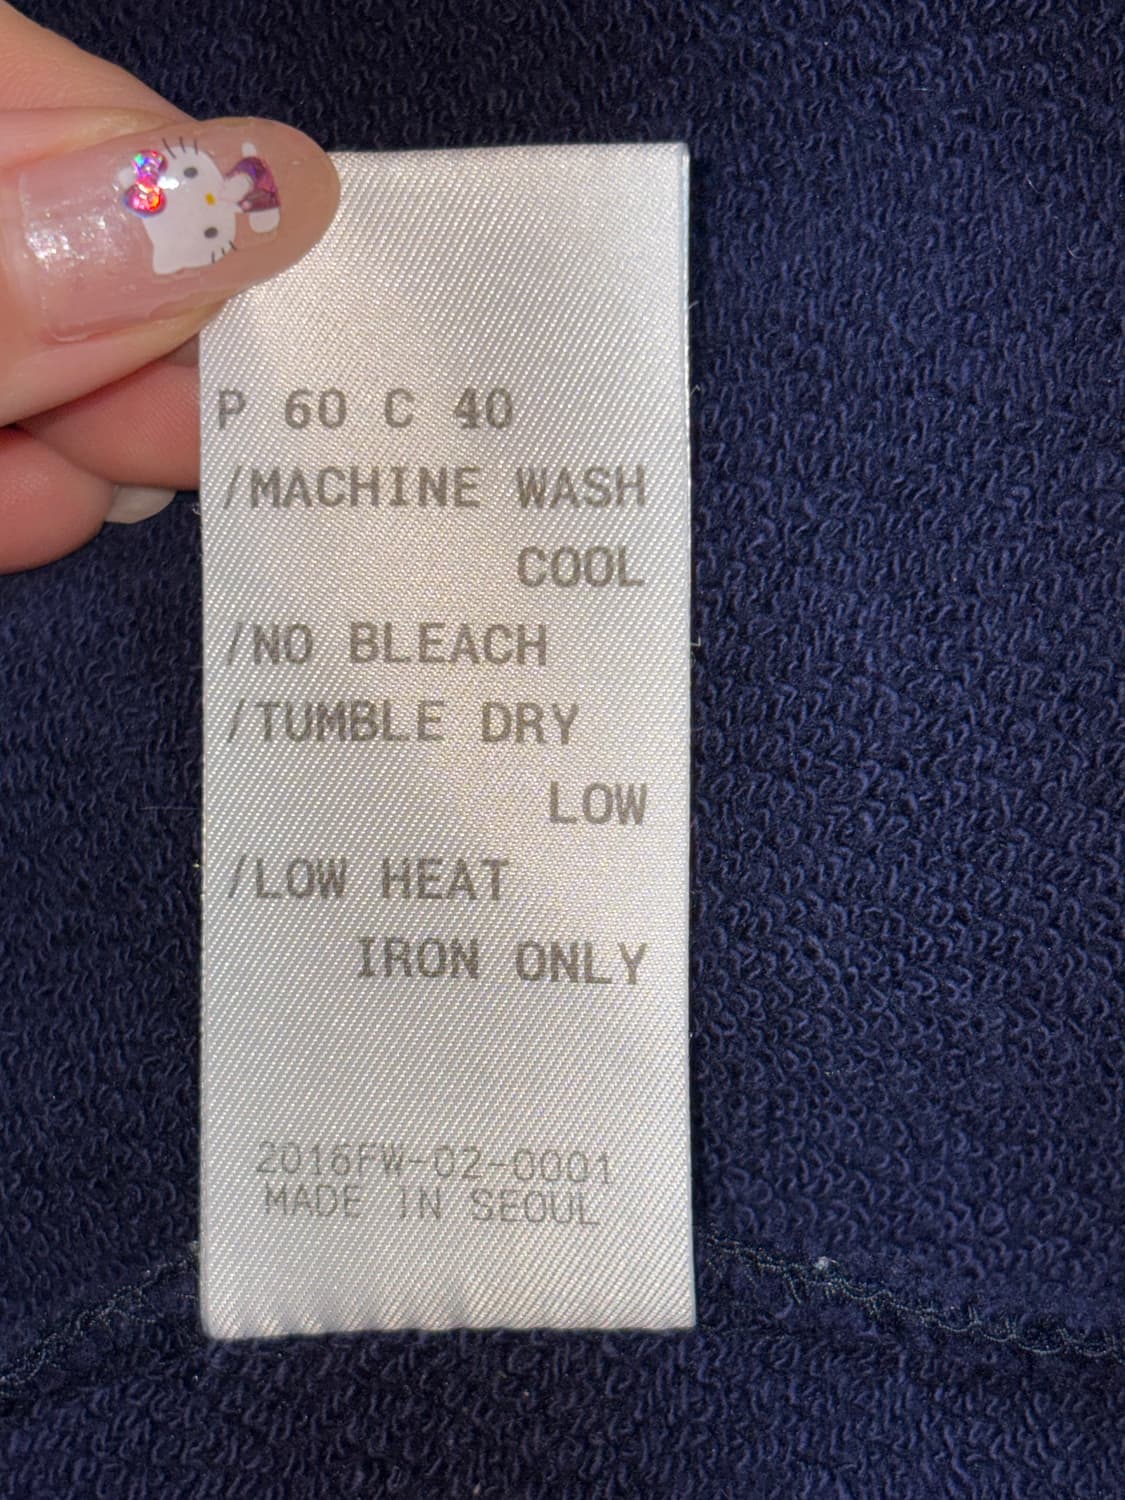 P 60 C 40
/MACHINE WASH
COOL
/NO BLEACH
/TUMBLE DRY
LOW
/LOW HEAT
IRON ONLY
2016FW-02-0001
MADE IN SEOUL